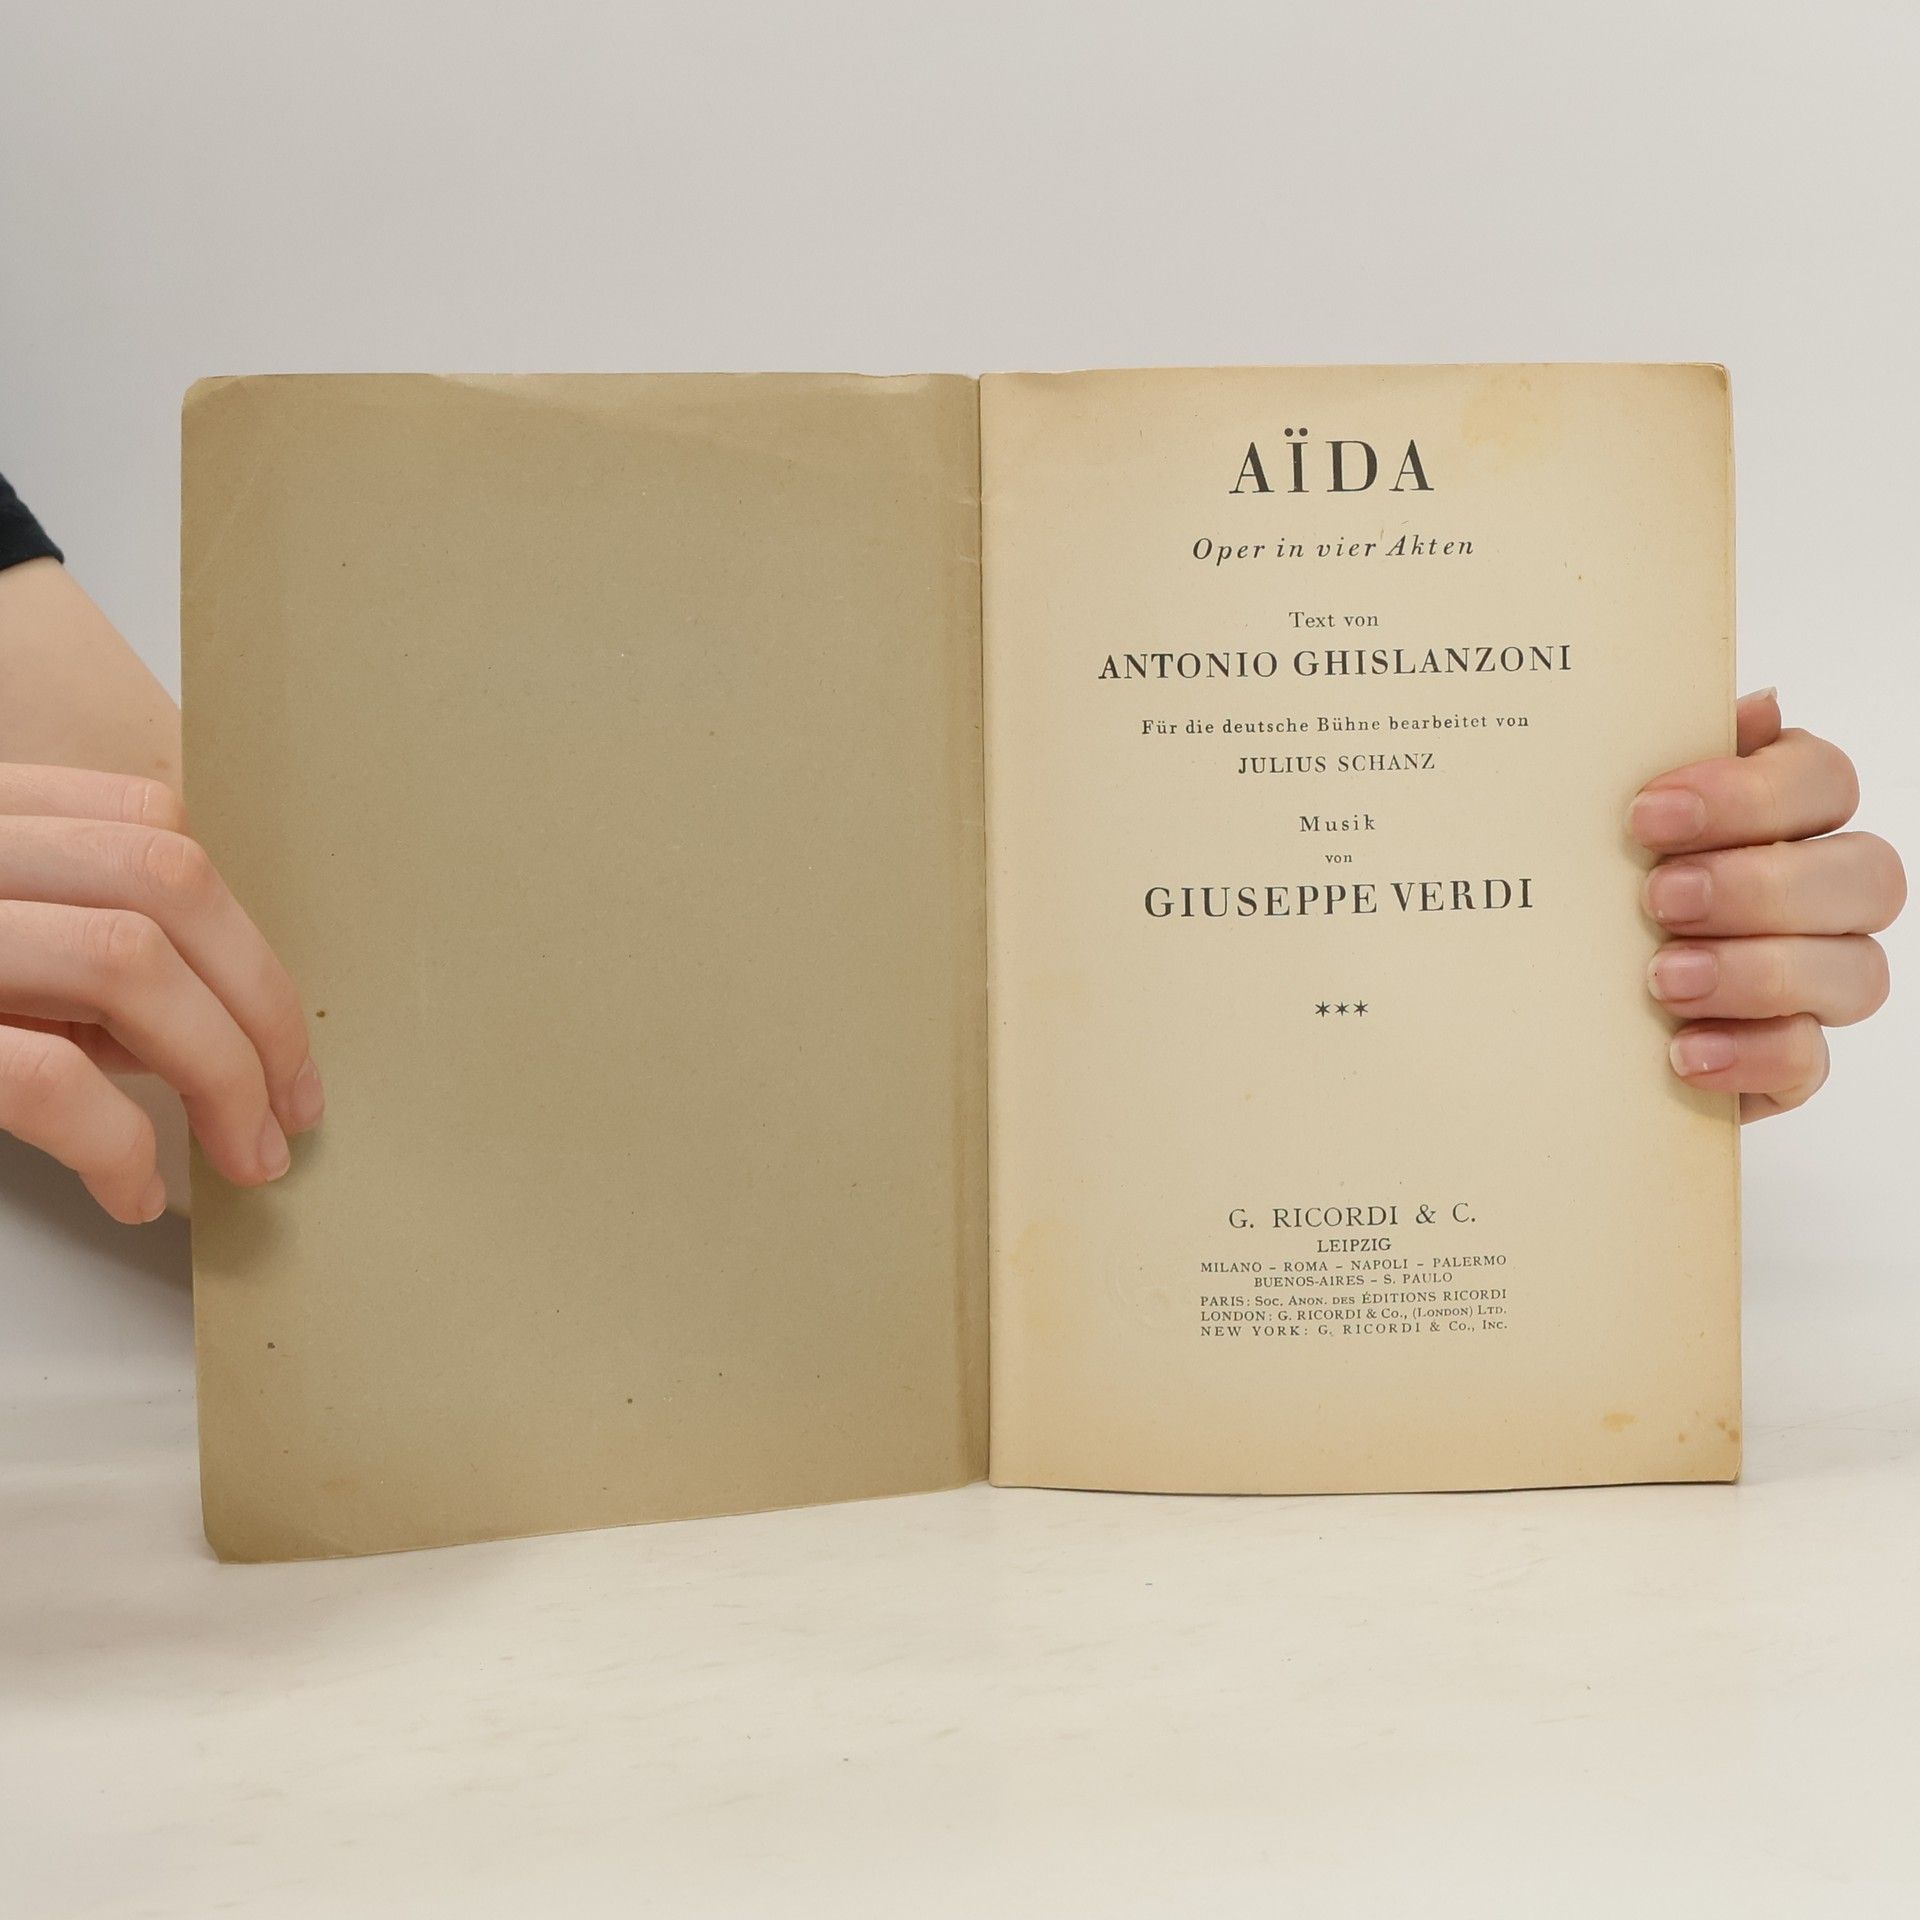 AÏDA
Oper in vier Akten
Text von
ANTONIO GHISLANZONI
Für die deutsche Bühne bearbeitet von
JULIUS SCHANZ
Musik
von
GIUSEPPE VERDI
✶✶✶
G. RICORDI & C.
LEIPZIG
MILANO – ROMA – NAPOLI – PALERMO
BUENOS-AIRES – S. PAULO
PARIS: Soc. Anon. des ÉDITIONS RICORDI
LONDON: G. RICORDI & Co., (London) Ltd.
NEW YORK: G. RICORDI & Co., Inc.